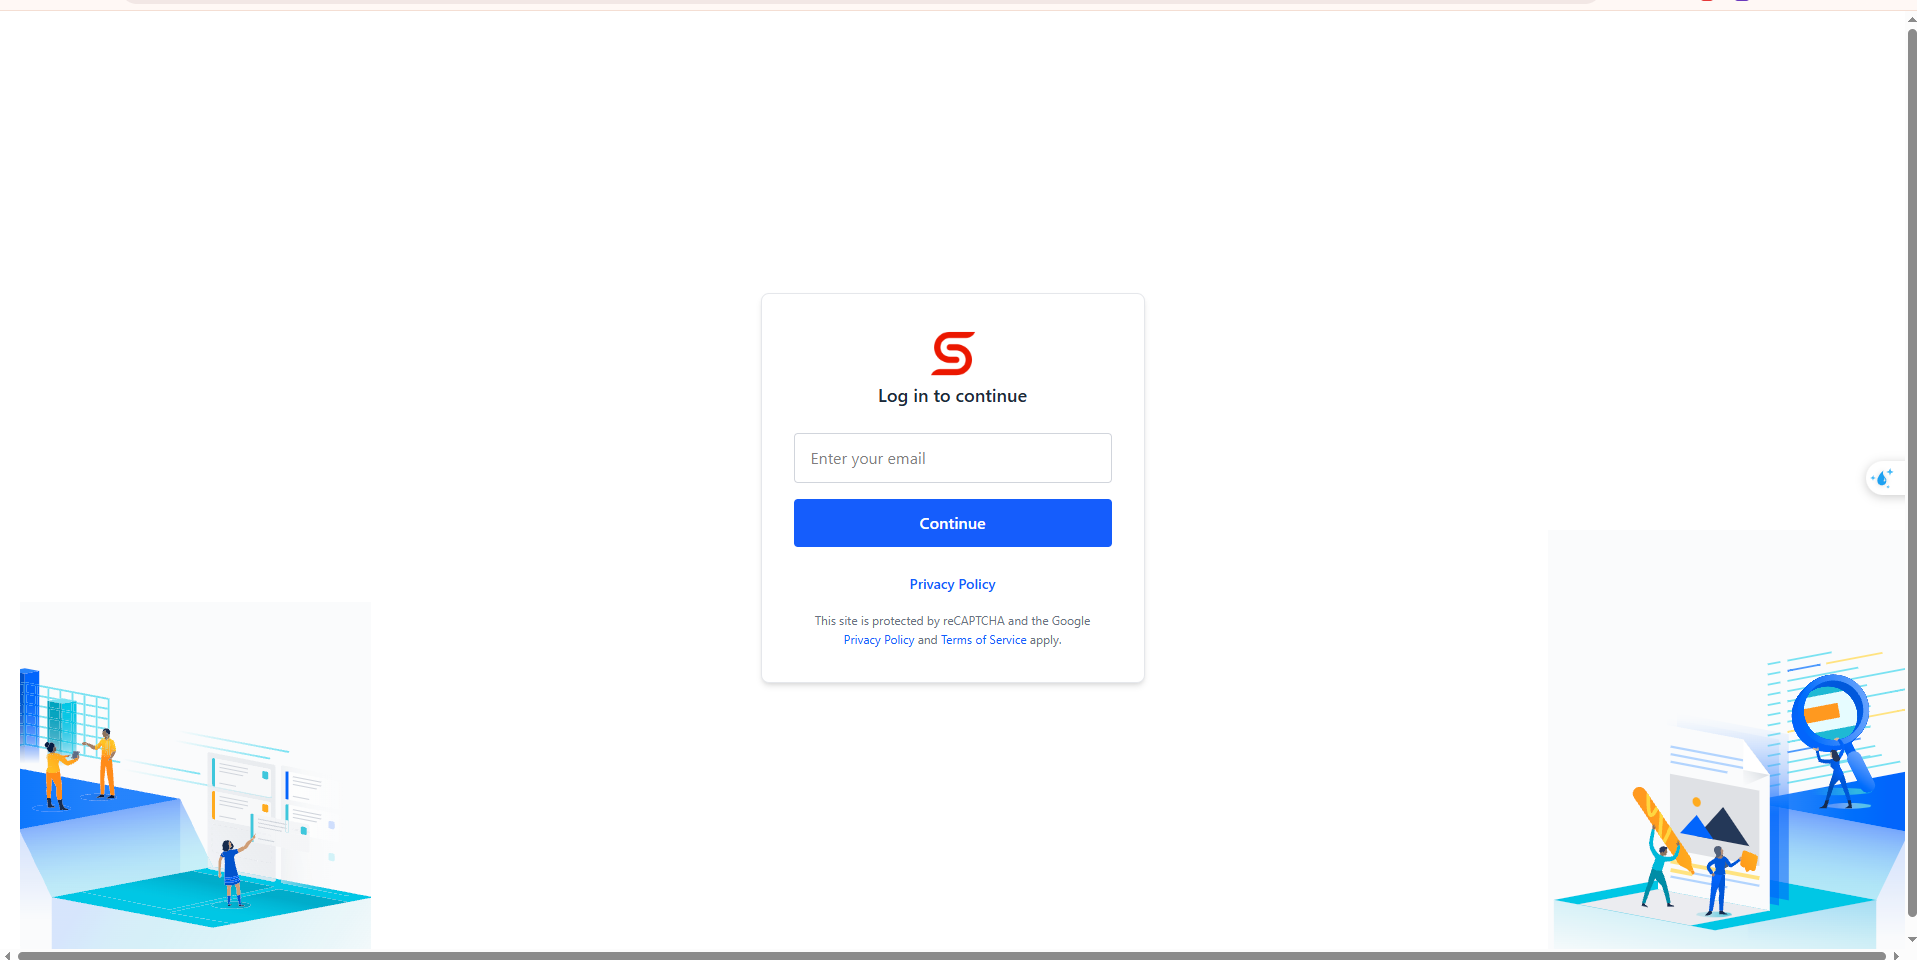 Log in to continue
Enter your email
Continue
Privacy Policy
This site is protected by reCAPTCHA and the Google
Privacy Policy and Terms of Service apply.